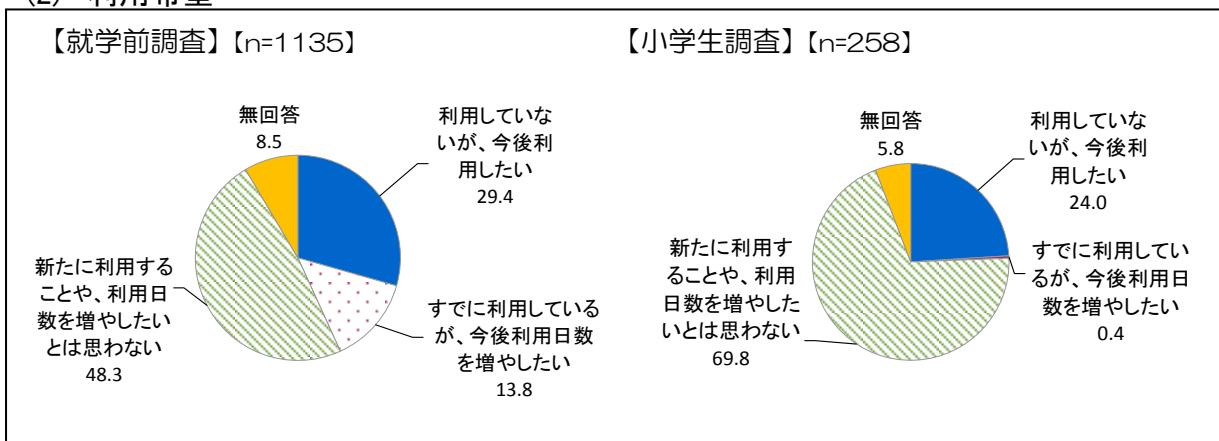 (2) 利用希望
【就学前調査】【n=1135】
【小学生調査】【n=258】
無回答
8.5
利用していな
いが、今後利
用したい
29.4
新たに利用する
ことや、利用日
数を増やしたい
とは思わない
48.3
すでに利用している
が、今後利用日数
を増やしたい
13.8
無回答
5.8
利用していな
いが、今後利
用したい
24.0
新たに利用す
ることや、利用
日数を増やした
いとは思わない
69.8
すでに利用してい
るが、今後利用日
数を増やしたい
0.4